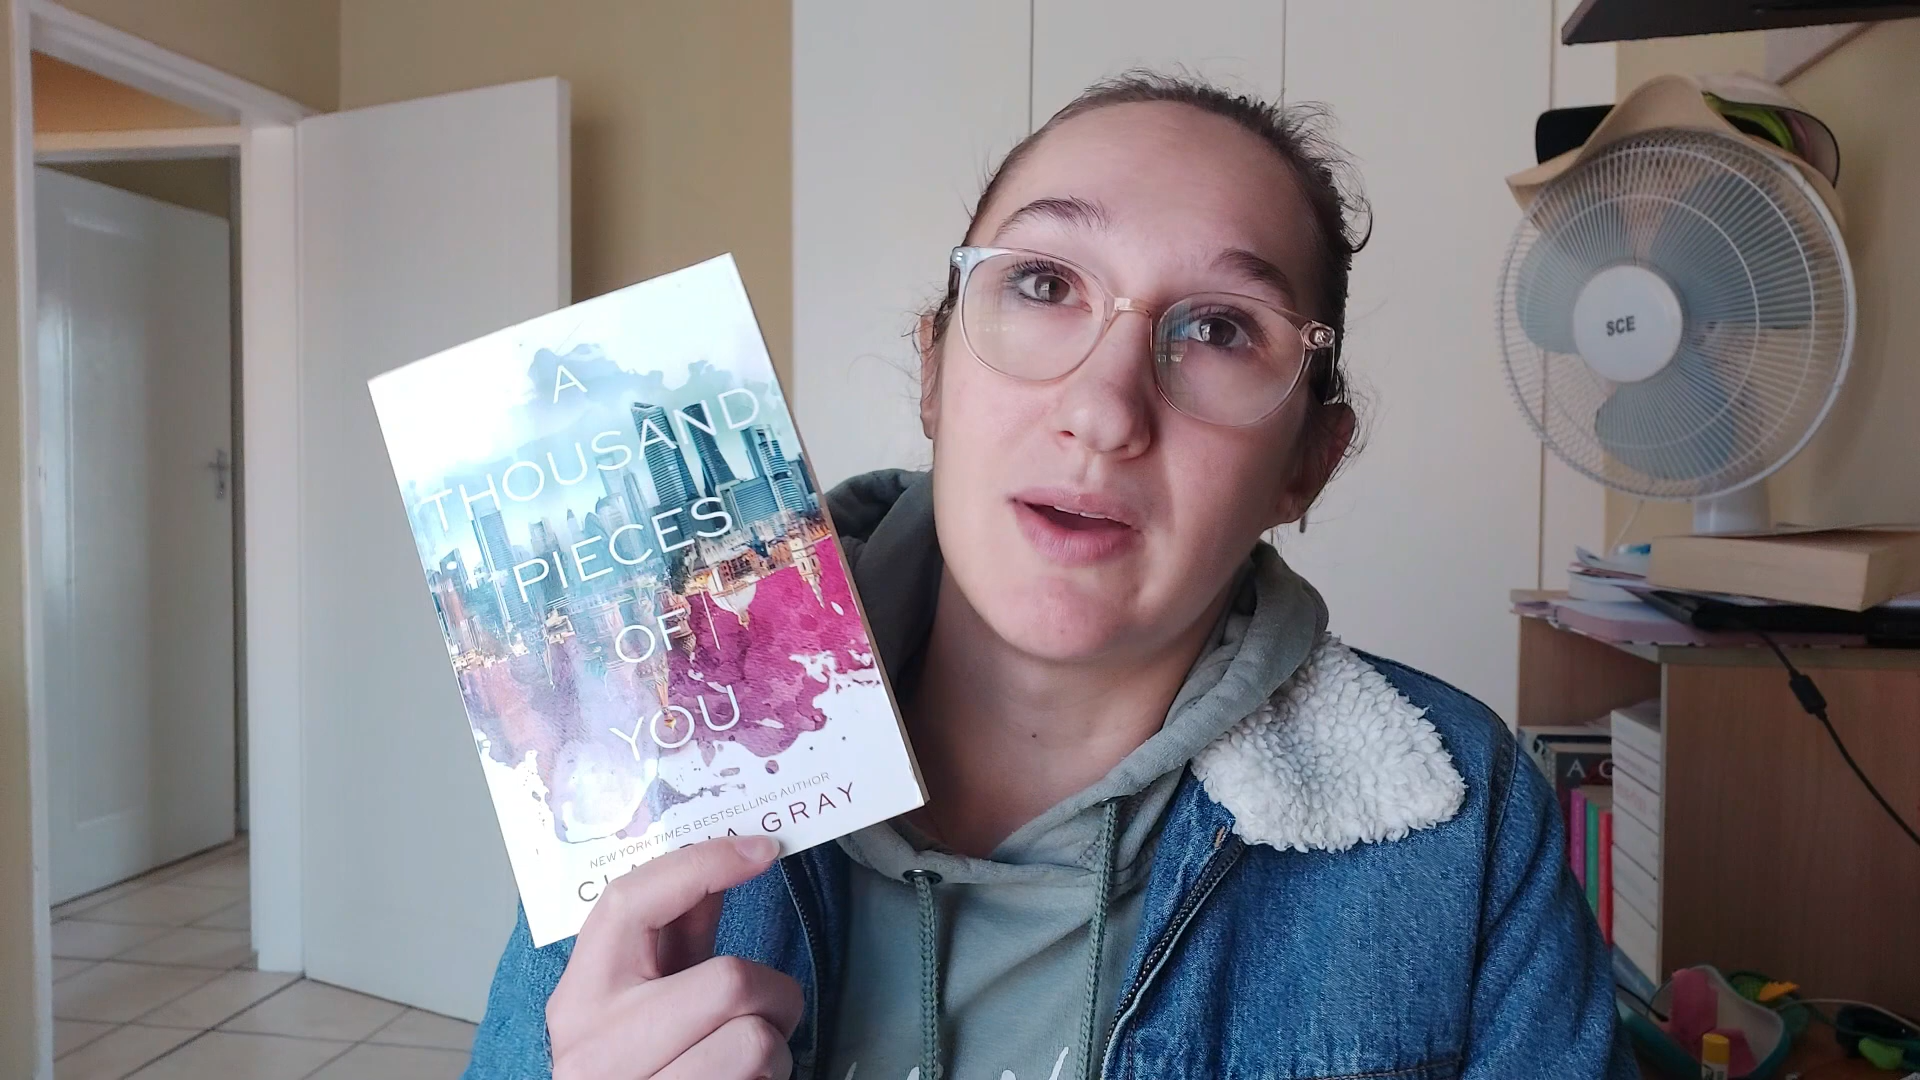 A
THOUSAND
PIECES
OF
YOU
NEW YORK TIMES BESTSELLING AUTHOR
GRAY
SCE
A